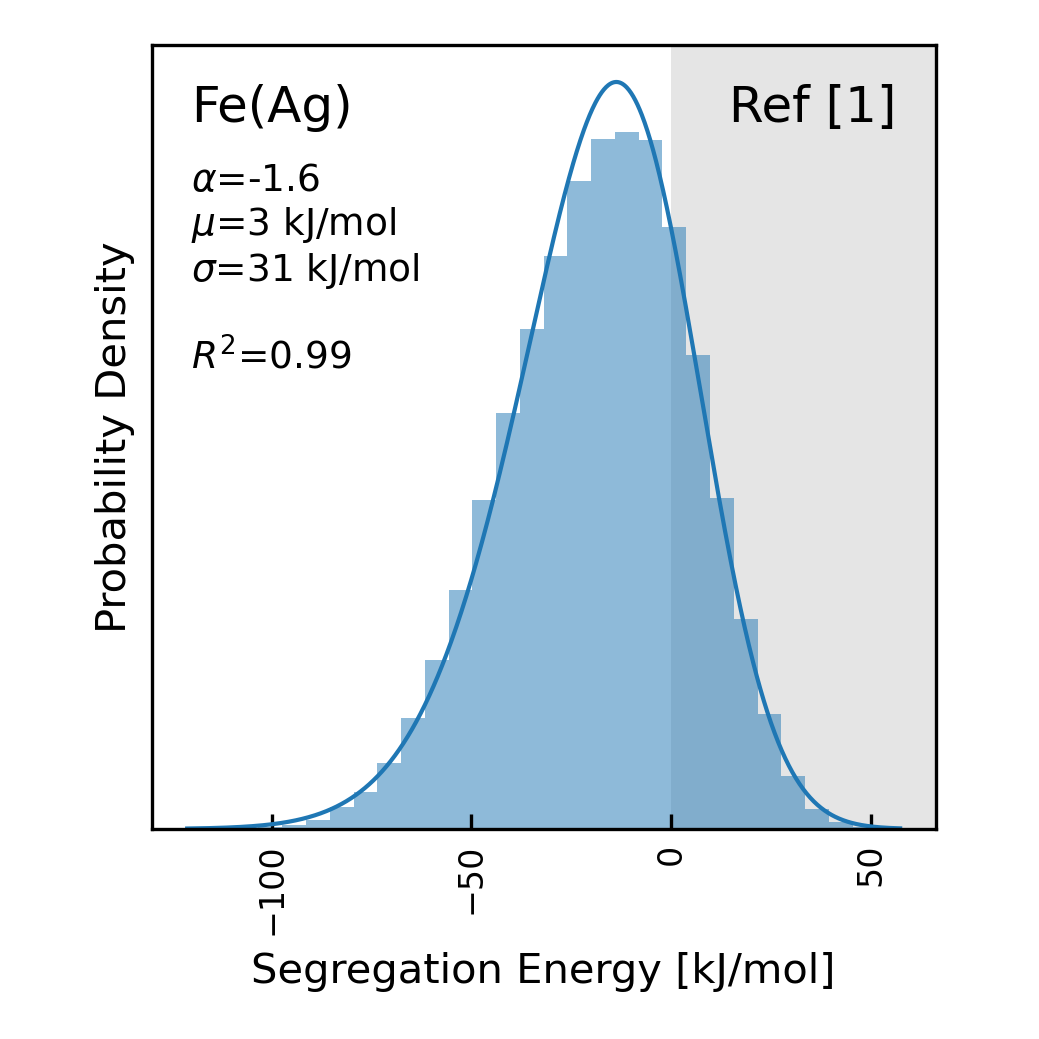 Fe(Ag)
Ref [1]
α=-1.6
μ=3 kJ/mol
σ=31 kJ/mol
R²=0.99
Probability Density
−100
−50
0
50
Segregation Energy [kJ/mol]